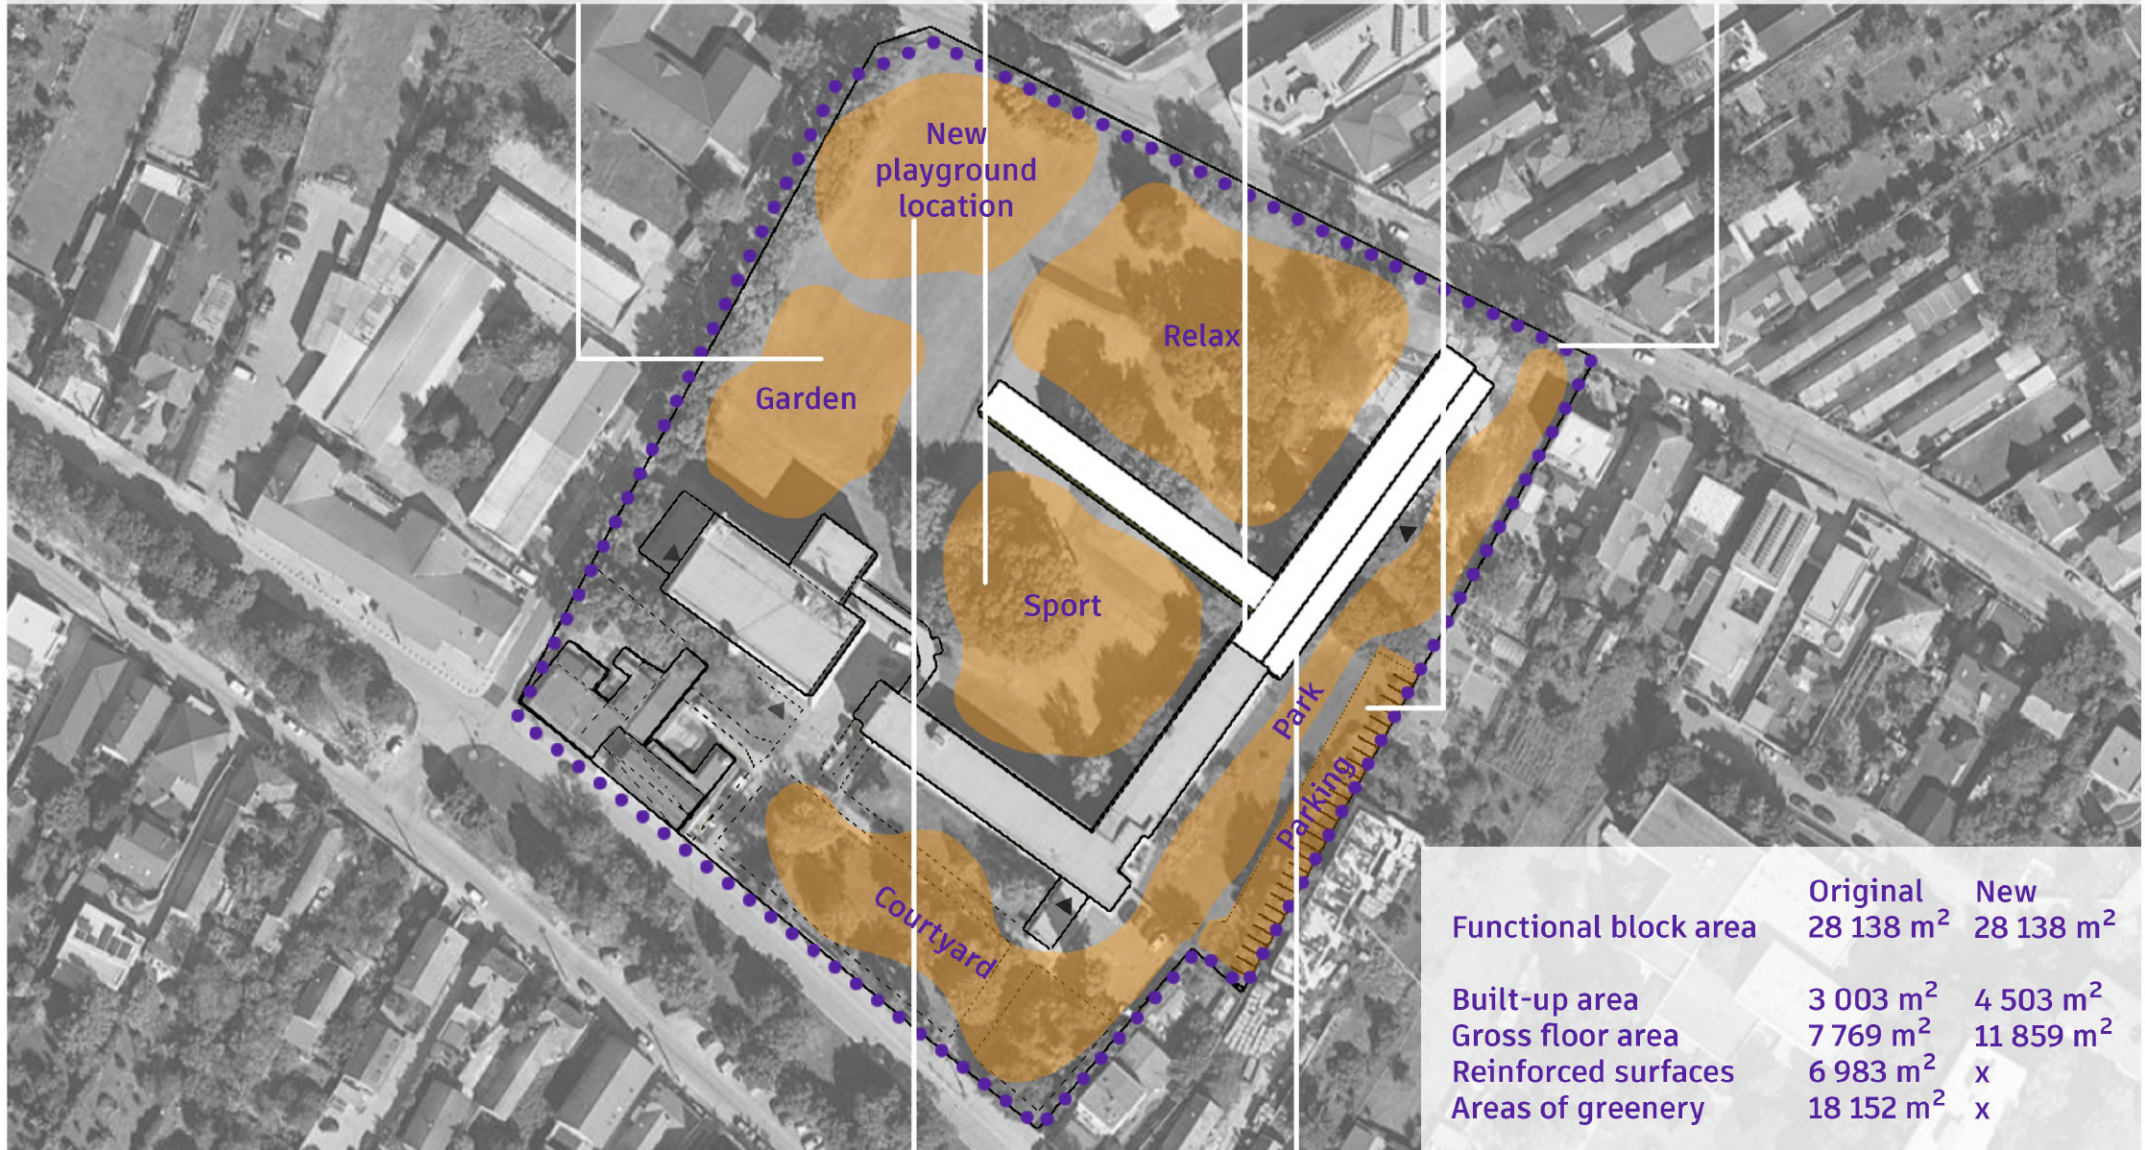 New
playground
location
Relax
Garden
Sport
Park
Parking
Courtyard
Original New
Functional block area 28 138 m² 28 138 m²
Built-up area 3 003 m² 4 503 m²
Gross floor area 7 769 m² 11 859 m²
Reinforced surfaces 6 983 m² x
Areas of greenery 18 152 m² x